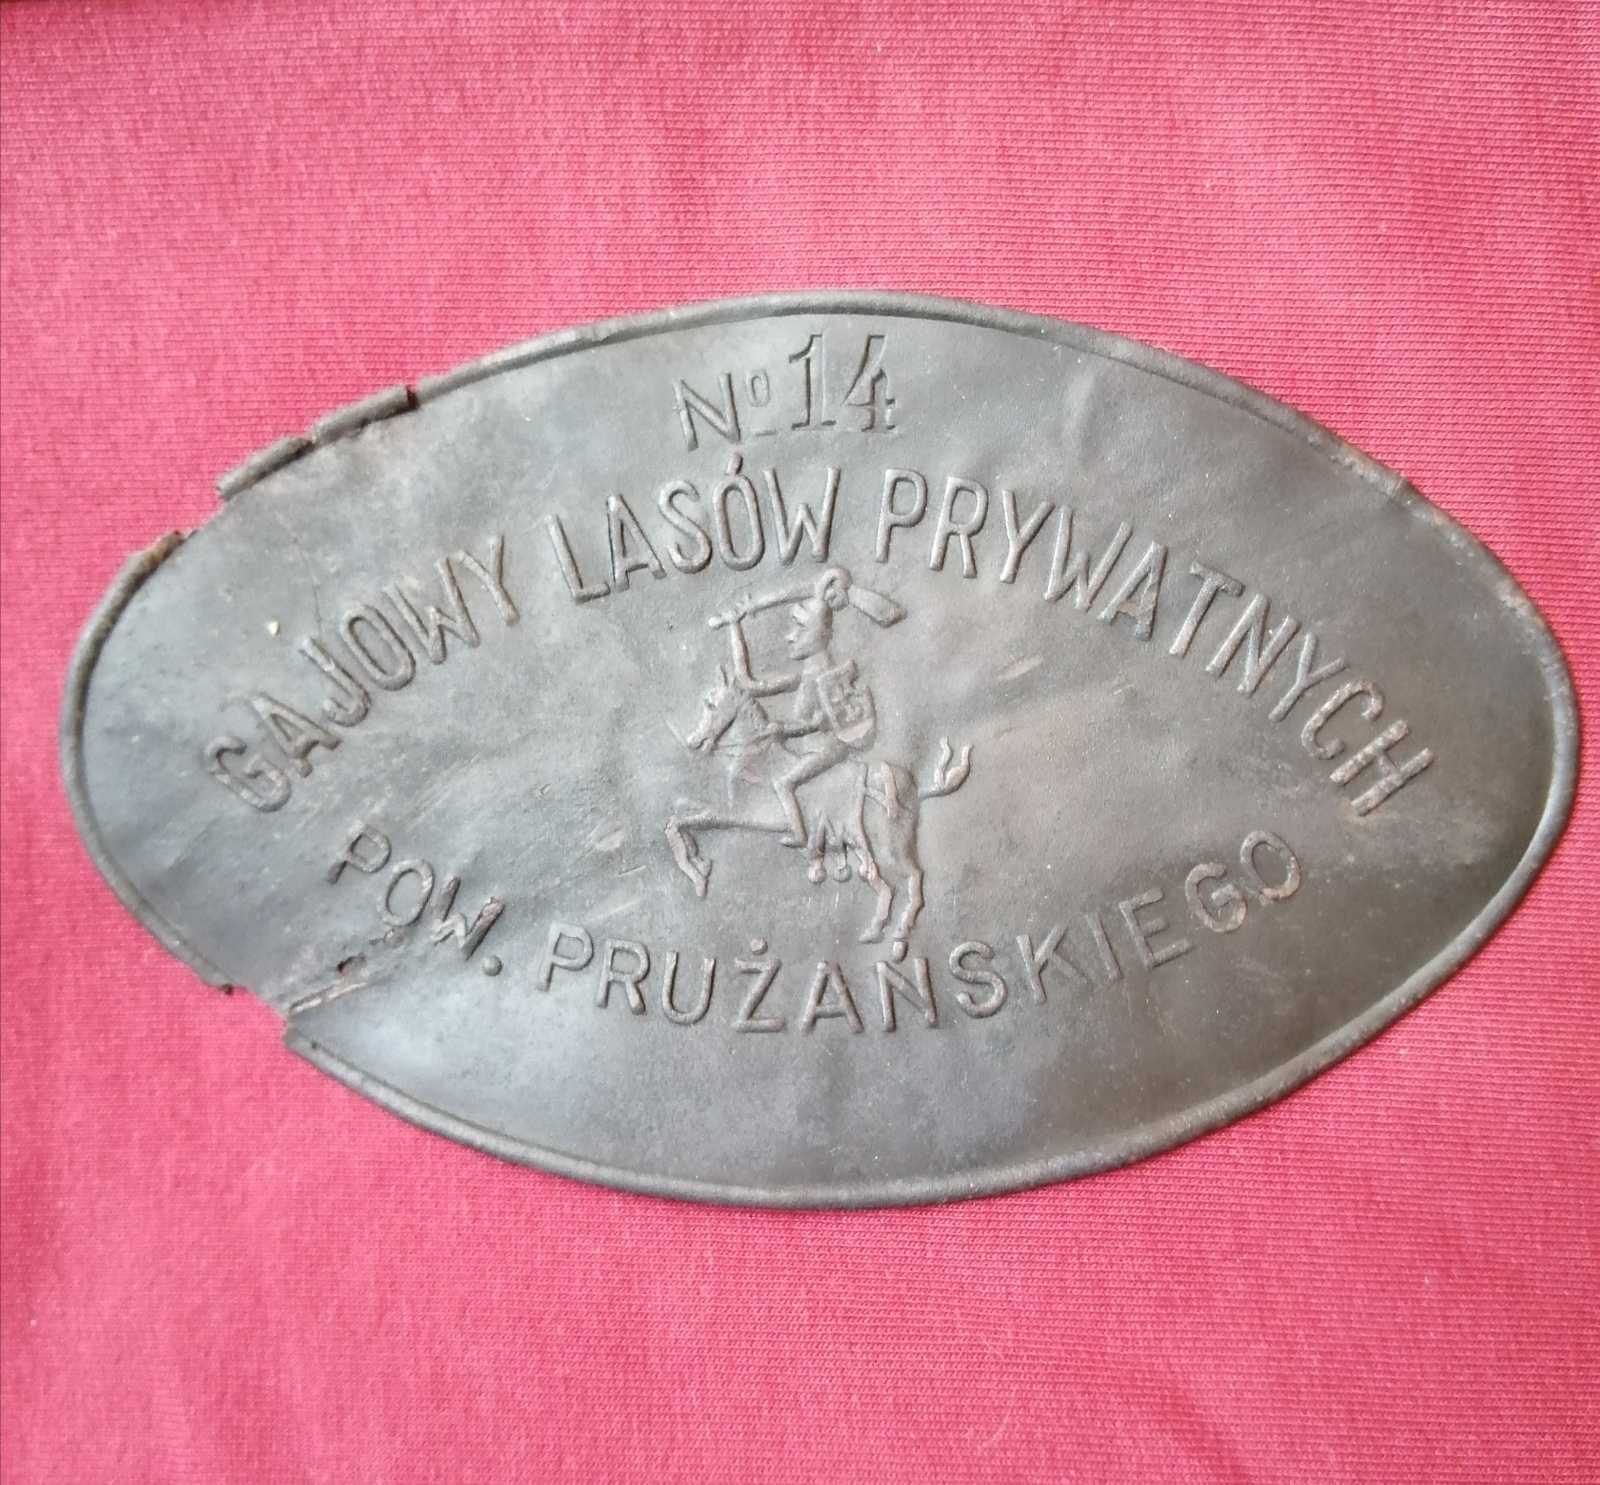 No 14
GAJOWY LASÓW PRYWATNYCH
POW. PRUŻAŃSKIEGO